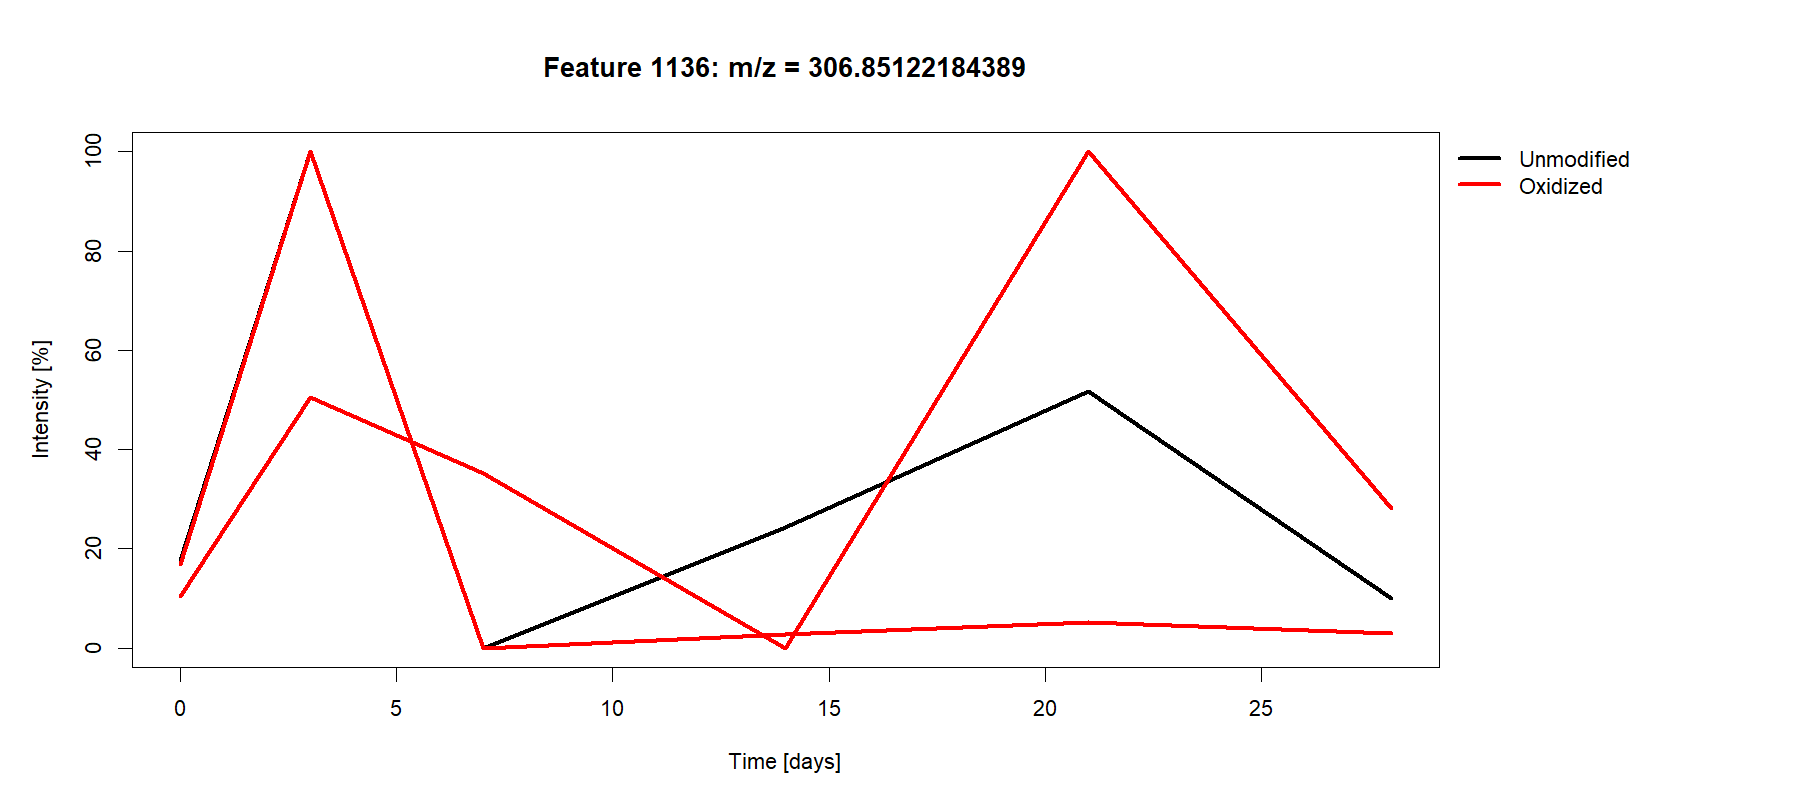 Feature 1136: m/z = 306.85122184389
Unmodified
Oxidized
Intensity [%]
100
80
60
40
20
0
0 5 10 15 20 25
Time [days]